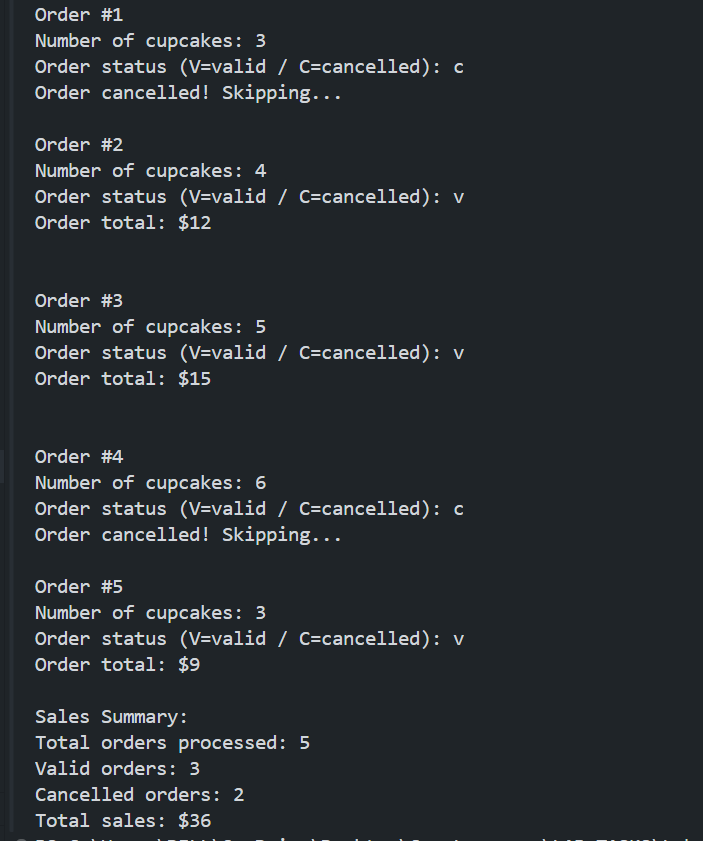 Order #1
Number of cupcakes: 3
Order status (V=valid / C=cancelled): c
Order cancelled! Skipping...
Order #2
Number of cupcakes: 4
Order status (V=valid / C=cancelled): v
Order total: $12
Order #3
Number of cupcakes: 5
Order status (V=valid / C=cancelled): v
Order total: $15
Order #4
Number of cupcakes: 6
Order status (V=valid / C=cancelled): c
Order cancelled! Skipping...
Order #5
Number of cupcakes: 3
Order status (V=valid / C=cancelled): v
Order total: $9
Sales Summary:
Total orders processed: 5
Valid orders: 3
Cancelled orders: 2
Total sales: $36